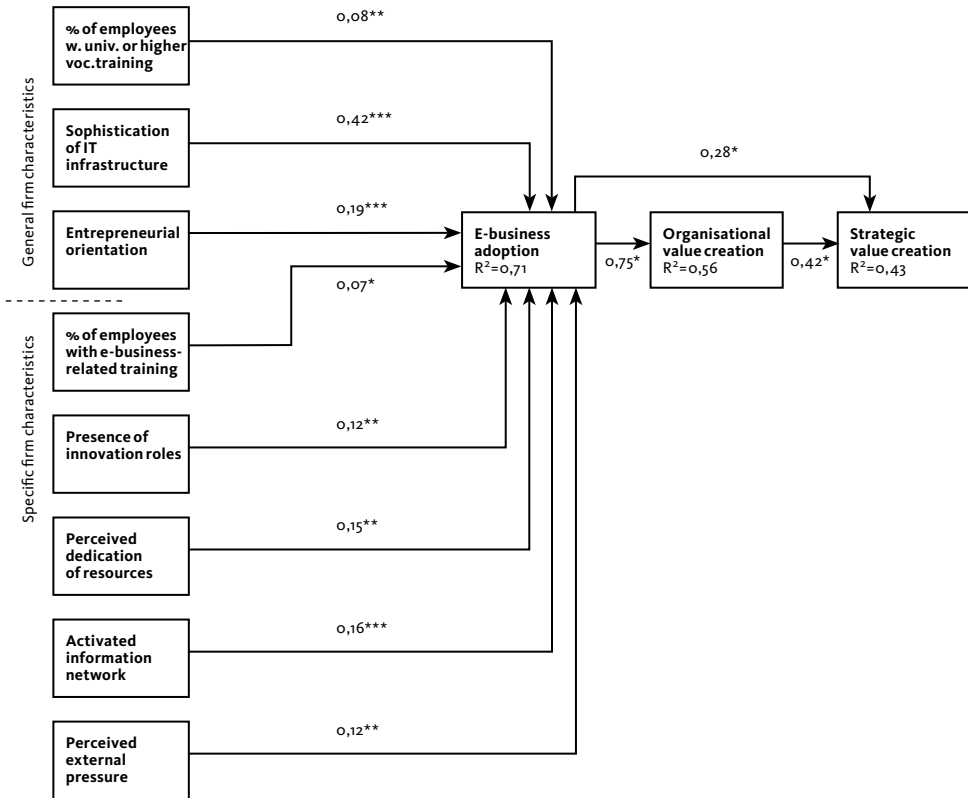 General firm characteristics
% of employees
w. univ. or higher
voc.training
0,08**
Sophistication
of IT
infrastructure
0,42***
Entrepreneurial
orientation
0,19***
Specific firm characteristics
% of employees
with e-business-
related training
0,07*
Presence of
innovation roles
0,12**
Perceived
dedication
of resources
0,15**
Activated
information
network
0,16***
Perceived
external
pressure
0,12**
E-business
adoption
R²=0,71
0,75*
Organisational
value creation
R²=0,56
0,42*
0,28*
Strategic
value creation
R²=0,43